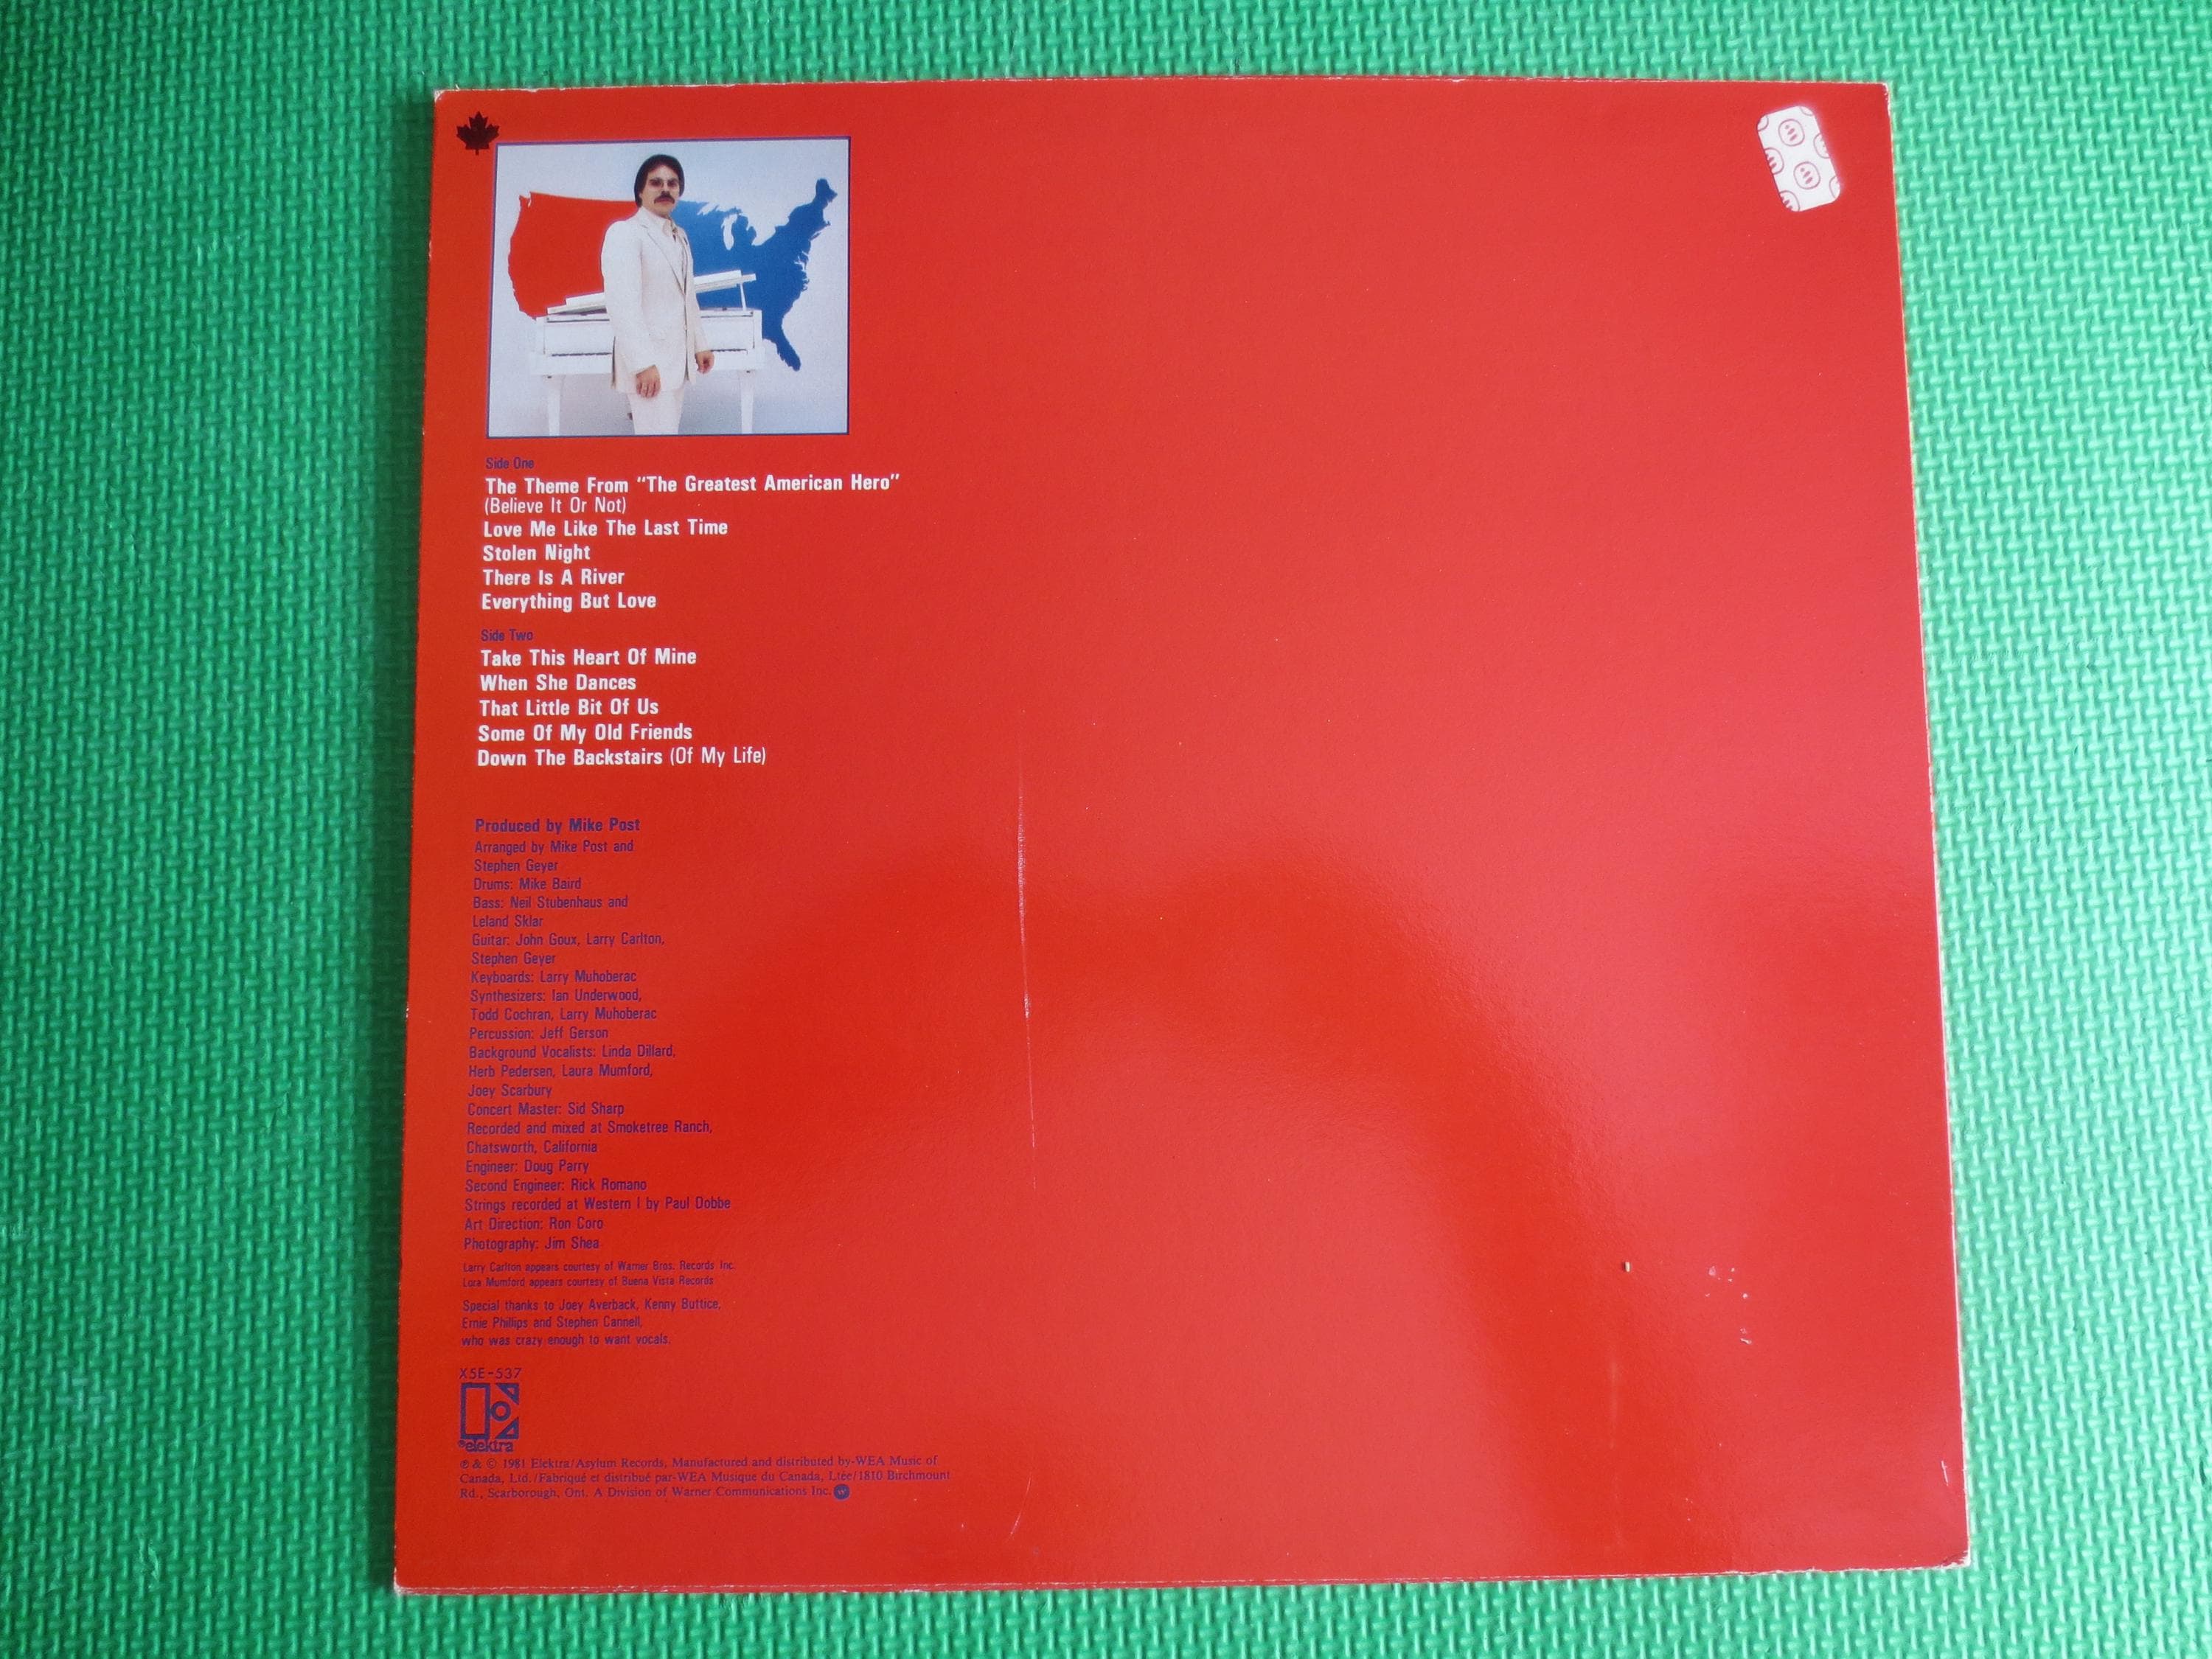 Side One
The Theme From "The Greatest American Hero"
(Believe It Or Not)
Love Me Like The Last Time
Stolen Night
There Is A River
Everything But Love
Side Two
Take This Heart Of Mine
When She Dances
That Little Bit Of Us
Some Of My Old Friends
Down The Backstairs (Of My Life)
Produced by Mike Post
Arranged by Mike Post and
Stephen Geyer
Drums: Mike Baird
Bass: Neil Stubenhaus and
Leland Sklar
Guitar: John Goux, Larry Carlton,
Stephen Geyer
Keyboards: Larry Muhoberac
Synthesizers: Ian Underwood,
Todd Cochran, Larry Muhoberac
Percussion: Jeff Gerson
Background Vocalists: Linda Dillard,
Herb Pedersen, Laura Mumford,
Joey Scarbury
Concert Master: Sid Sharp
Recorded and mixed at Smoketree Ranch,
Chatsworth, California
Engineer: Doug Parry
Second Engineer: Rick Romano
Strings recorded at Western I by Paul Dobbe
Art Direction: Ron Coro
Photography: Jim Shea
Larry Carlton appears courtesy of Warner Bros. Records Inc.
Lora Mumford appears courtesy of Buena Vista Records
Special thanks to Joey Averback, Kenny Buttice,
Ernie Phillips and Stephen Cannell,
who was crazy enough to want vocals.
X5E-537
elektra
℗ & © 1981 Elektra/Asylum Records, Manufactured and distributed by-WEA Music of
Canada, Ltd./Fabriqué et distribué par-WEA Musique du Canada, Ltée/1810 Birchmount
Rd., Scarborough, Ont. A Division of Warner Communications Inc.